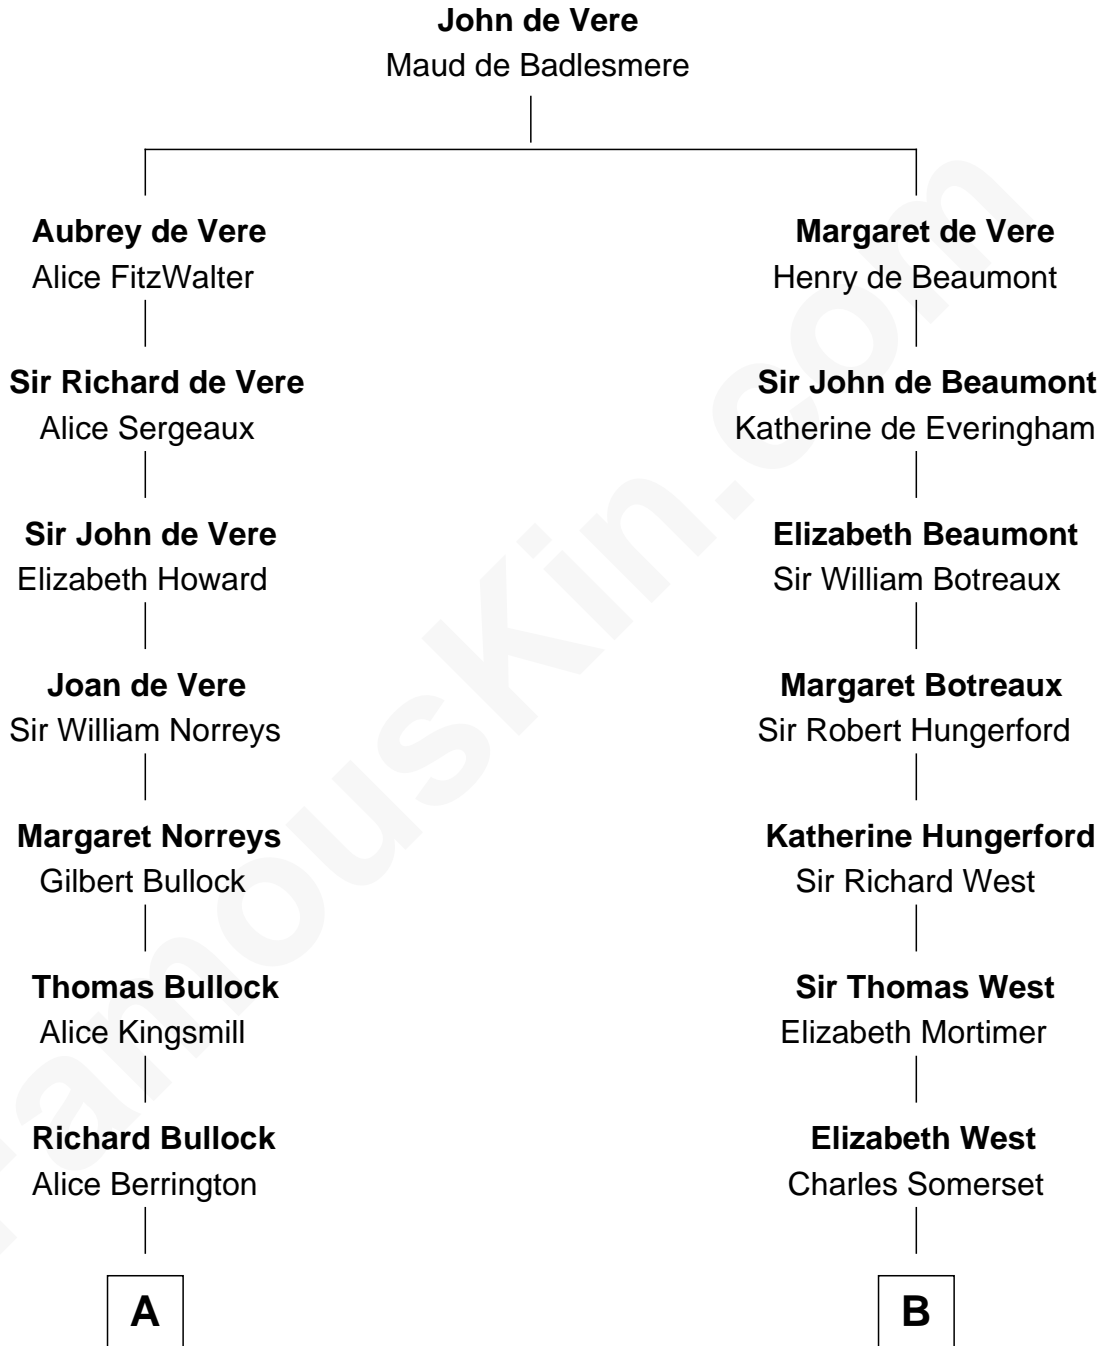 John de Vere
Maud de Badlesmere
Aubrey de Vere
Alice FitzWalter
Margaret de Vere
Henry de Beaumont
Sir Richard de Vere
Alice Sergeaux
Sir John de Beaumont
Katherine de Everingham
Sir John de Vere
Elizabeth Howard
Elizabeth Beaumont
Sir William Botreaux
Joan de Vere
Sir William Norreys
Margaret Botreaux
Sir Robert Hungerford
Margaret Norreys
Gilbert Bullock
Katherine Hungerford
Sir Richard West
Thomas Bullock
Alice Kingsmill
Sir Thomas West
Elizabeth Mortimer
Richard Bullock
Alice Berrington
Elizabeth West
Charles Somerset
A
B
FamousKin.com